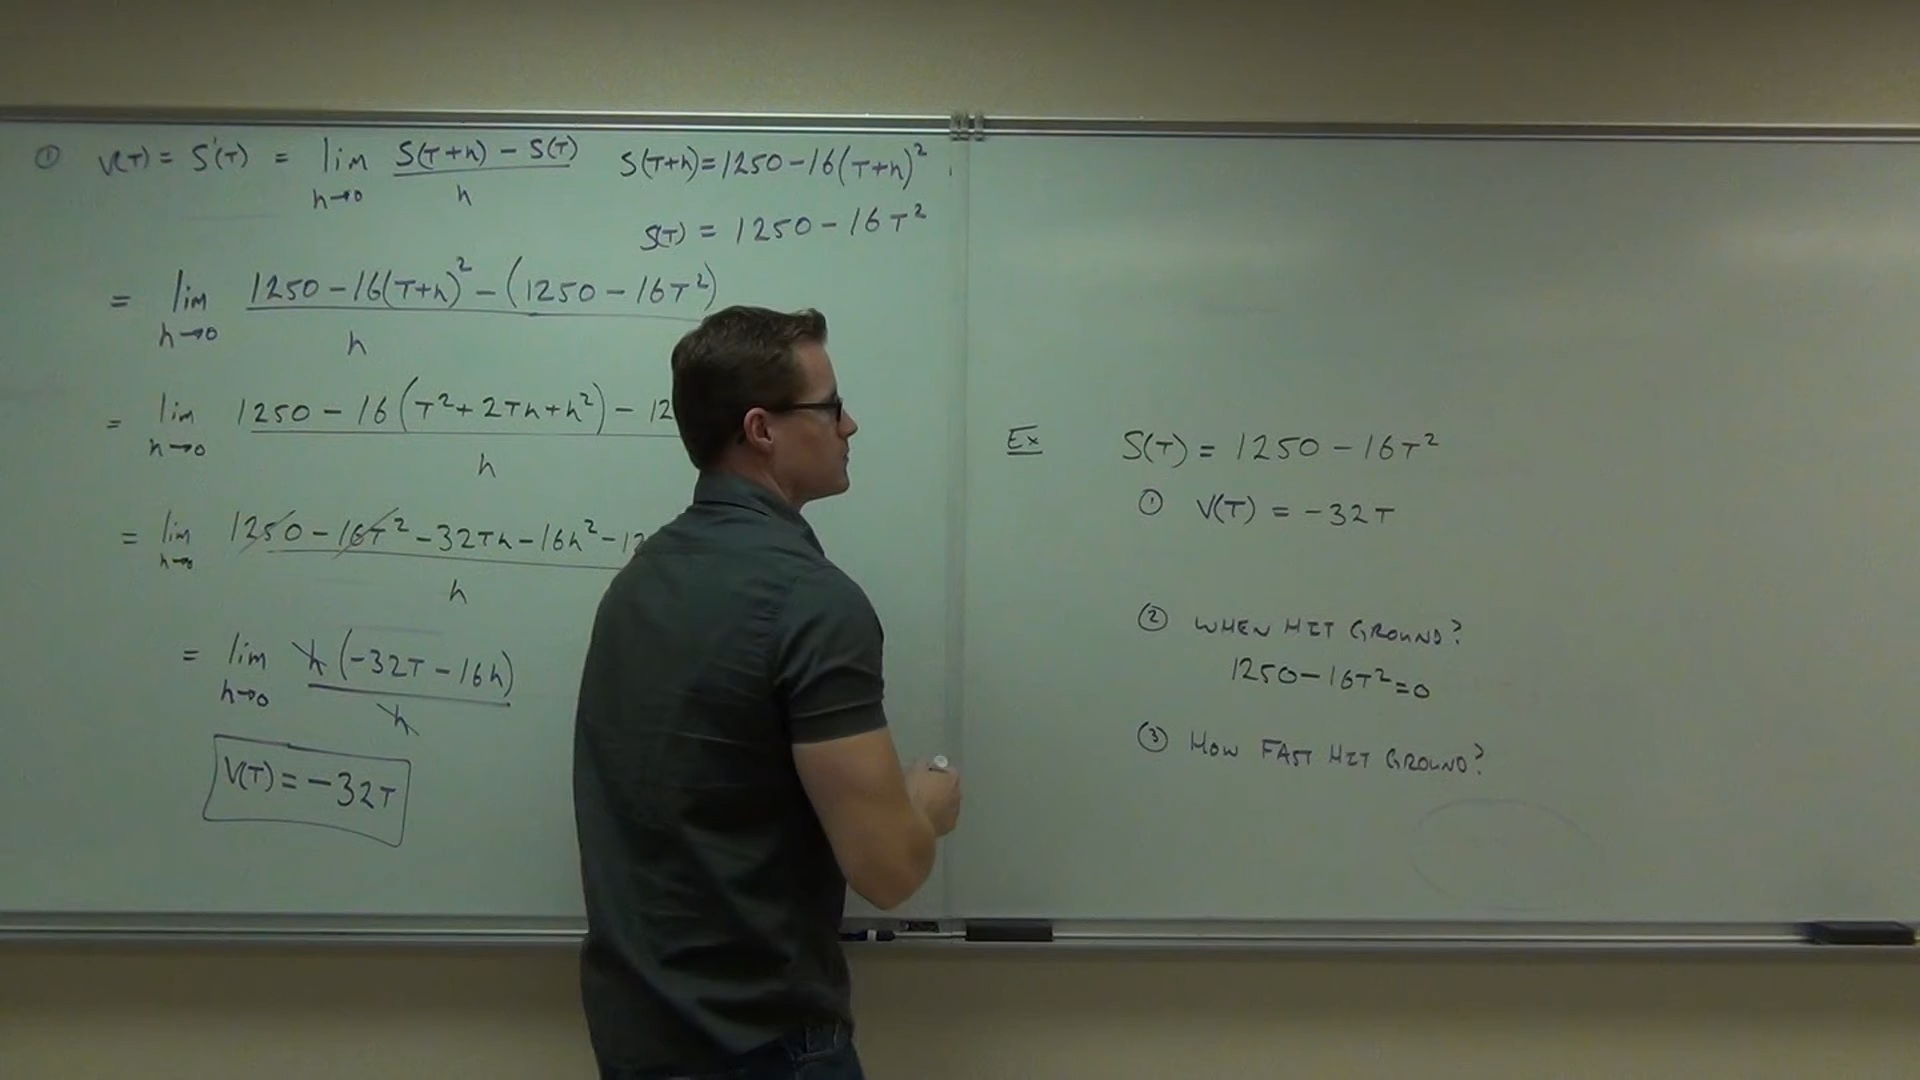 ① V(T) = S'(T) = lim h→0 S(T+h) - S(T) / h
S(T+h) = 1250 - 16(T+h)²
S(T) = 1250 - 16T²
= lim h→0 1250 - 16(T+h)² - (1250 - 16T²) / h
= lim h→0 1250 - 16(T² + 2Th + h²) - 12 / h
= lim h→0 1250 - 16T² - 32Th - 16h² - 12 / h
= lim h→0 h(-32T - 16h) / h
V(T) = -32T
Ex S(T) = 1250 - 16T²
① V(T) = -32T
② WHEN HIT GROUND?
1250 - 16T² = 0
③ HOW FAST HIT GROUND?